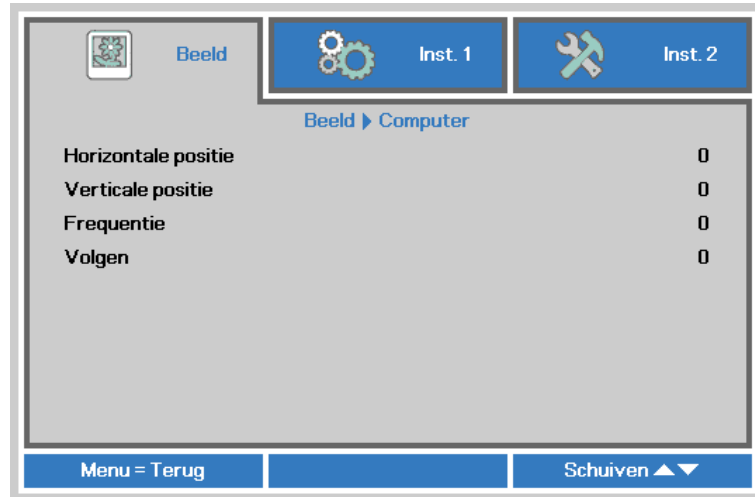 Beeld Inst. 1 Inst. 2
Beeld ▶ Computer
Horizontale positie 0
Verticale positie 0
Frequentie 0
Volgen 0
Menu = Terug Schuiven ▲▼